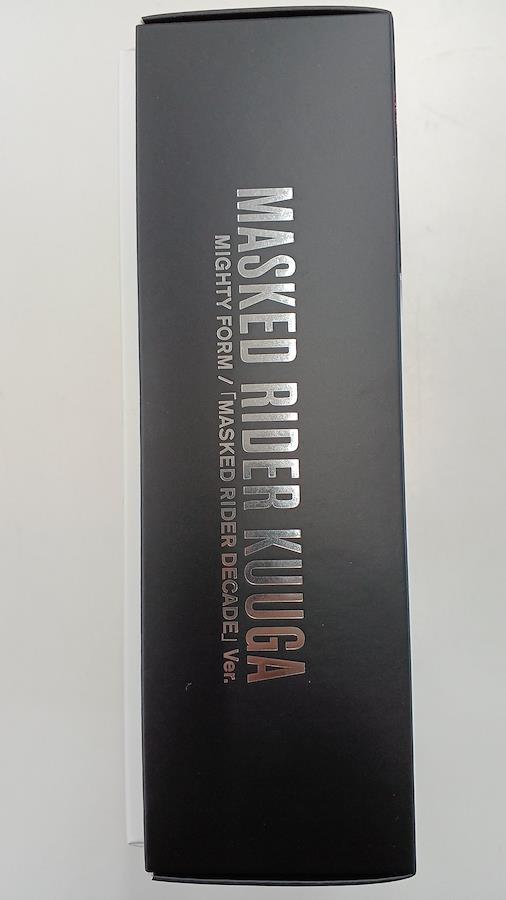 MASKED RIDER KUUGA
MIGHTY FORM /「MASKED RIDER DECADE」Ver.